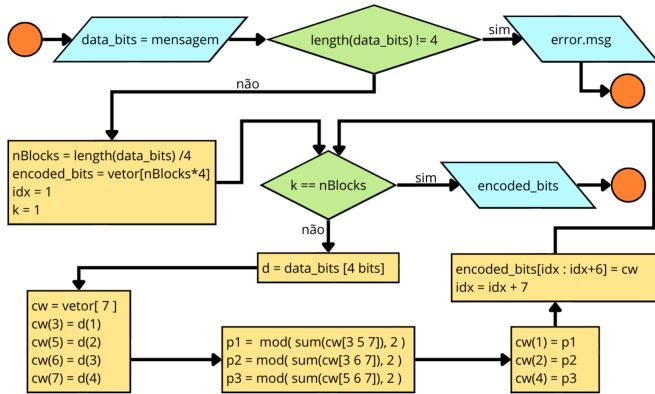 data_bits = mensagem
length(data_bits) != 4
sim
error.msg
não
nBlocks = length(data_bits) /4
encoded_bits = vetor[nBlocks*4]
idx = 1
k = 1
k == nBlocks
sim
encoded_bits
não
d = data_bits [4 bits]
encoded_bits[idx : idx+6] = cw
idx = idx + 7
cw = vetor[ 7 ]
cw(3) = d(1)
cw(5) = d(2)
cw(6) = d(3)
cw(7) = d(4)
p1 =  mod( sum(cw[3 5 7]), 2 )
p2 = mod( sum(cw[3 6 7]), 2 )
p3 = mod( sum(cw[5 6 7]), 2 )
cw(1) = p1
cw(2) = p2
cw(4) = p3